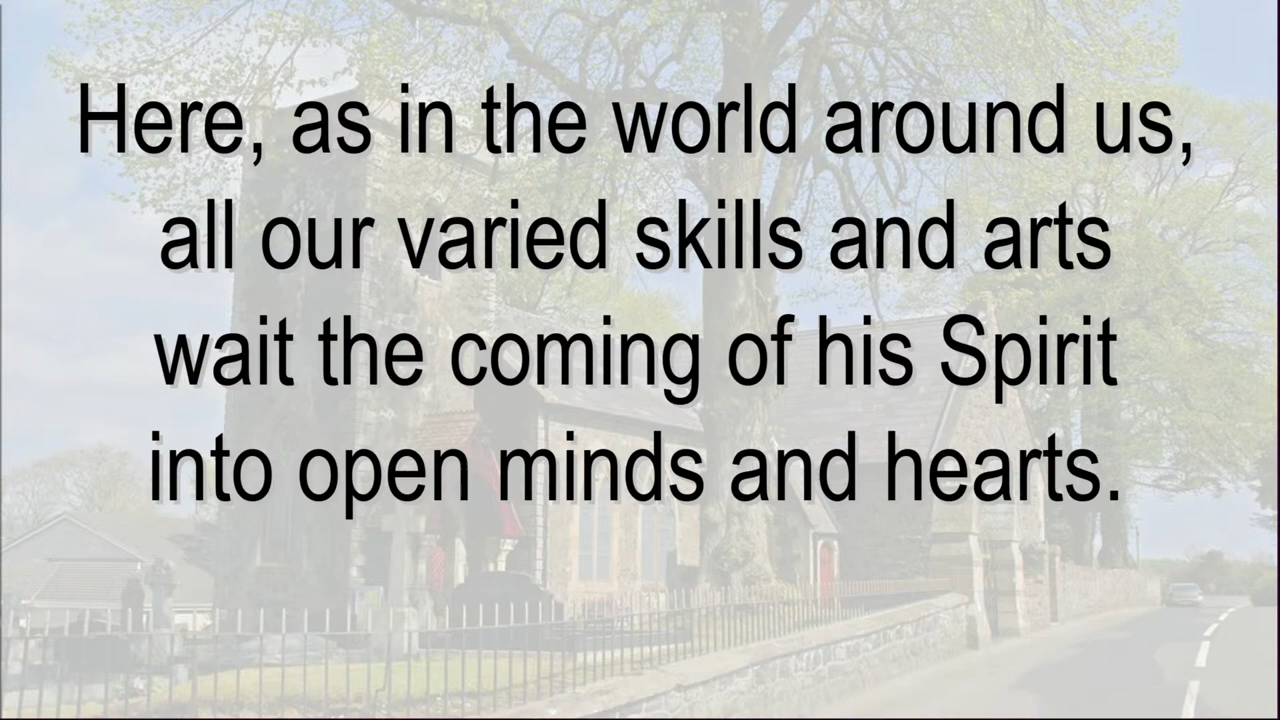 Here, as in the world around us,
all our varied skills and arts
wait the coming of his Spirit
into open minds and hearts.